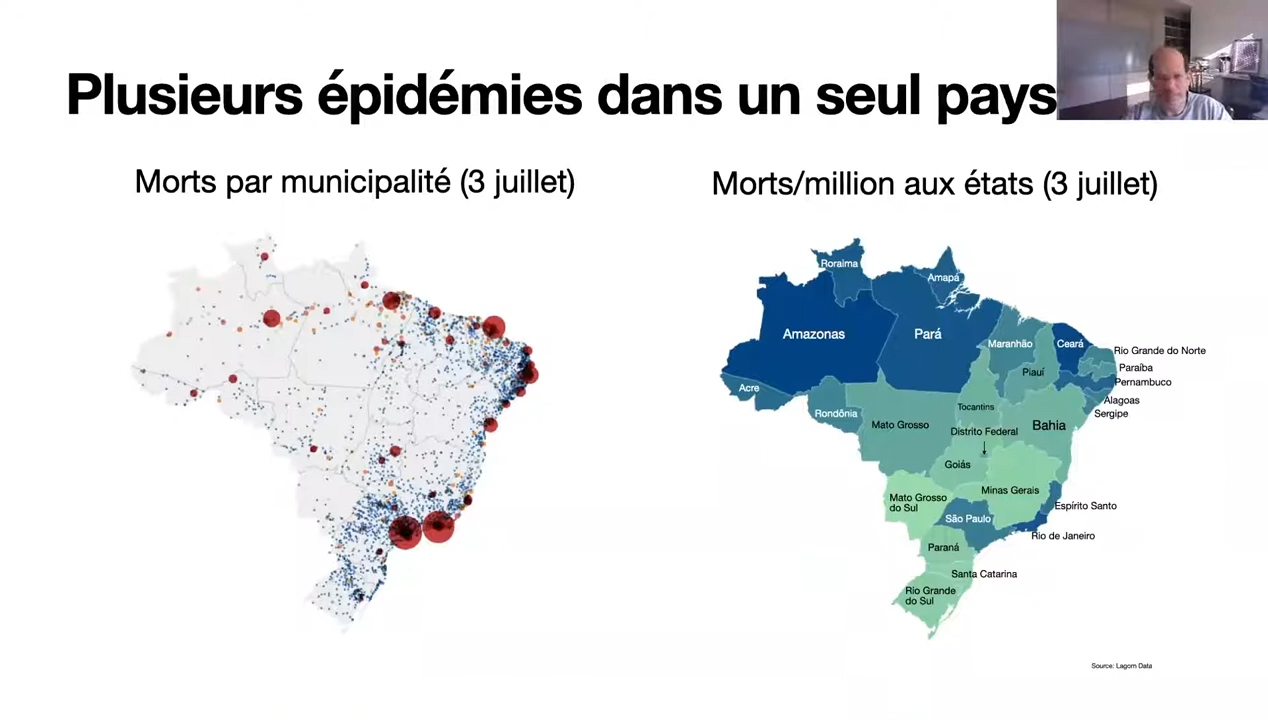 Plusieurs épidémies dans un seul pays
Morts par municipalité (3 juillet)
Morts/million aux états (3 juillet)
Roraima
Amapá
Amazonas
Pará
Maranhão
Ceará
Rio Grande do Norte
Paraíba
Piauí
Pernambuco
Acre
Alagoas
Tocantins
Sergipe
Rondônia
Mato Grosso
Bahia
Distrito Federal
Goiás
Minas Gerais
Mato Grosso
do Sul
Espírito Santo
São Paulo
Rio de Janeiro
Paraná
Santa Catarina
Rio Grande
do Sul
Source: Lagom Data